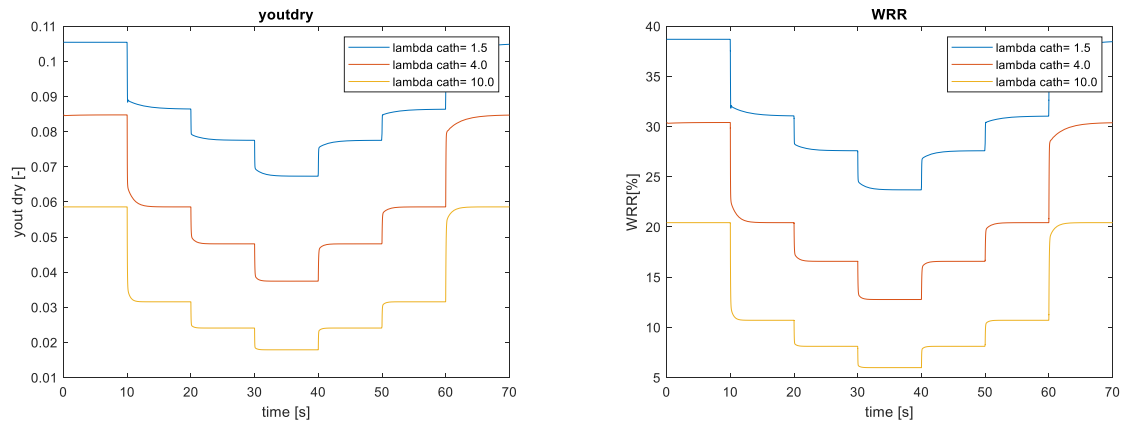 youtdry
0.11
0.1
0.09
0.08
0.07
0.06
0.05
0.04
0.03
0.02
0.01
yout dry [-]
lambda cath= 1.5
lambda cath= 4.0
lambda cath= 10.0
0 10 20 30 40 50 60 70
time [s]
WRR
40
35
30
25
20
15
10
5
WRR[%]
lambda cath= 1.5
lambda cath= 4.0
lambda cath= 10.0
0 10 20 30 40 50 60 70
time [s]